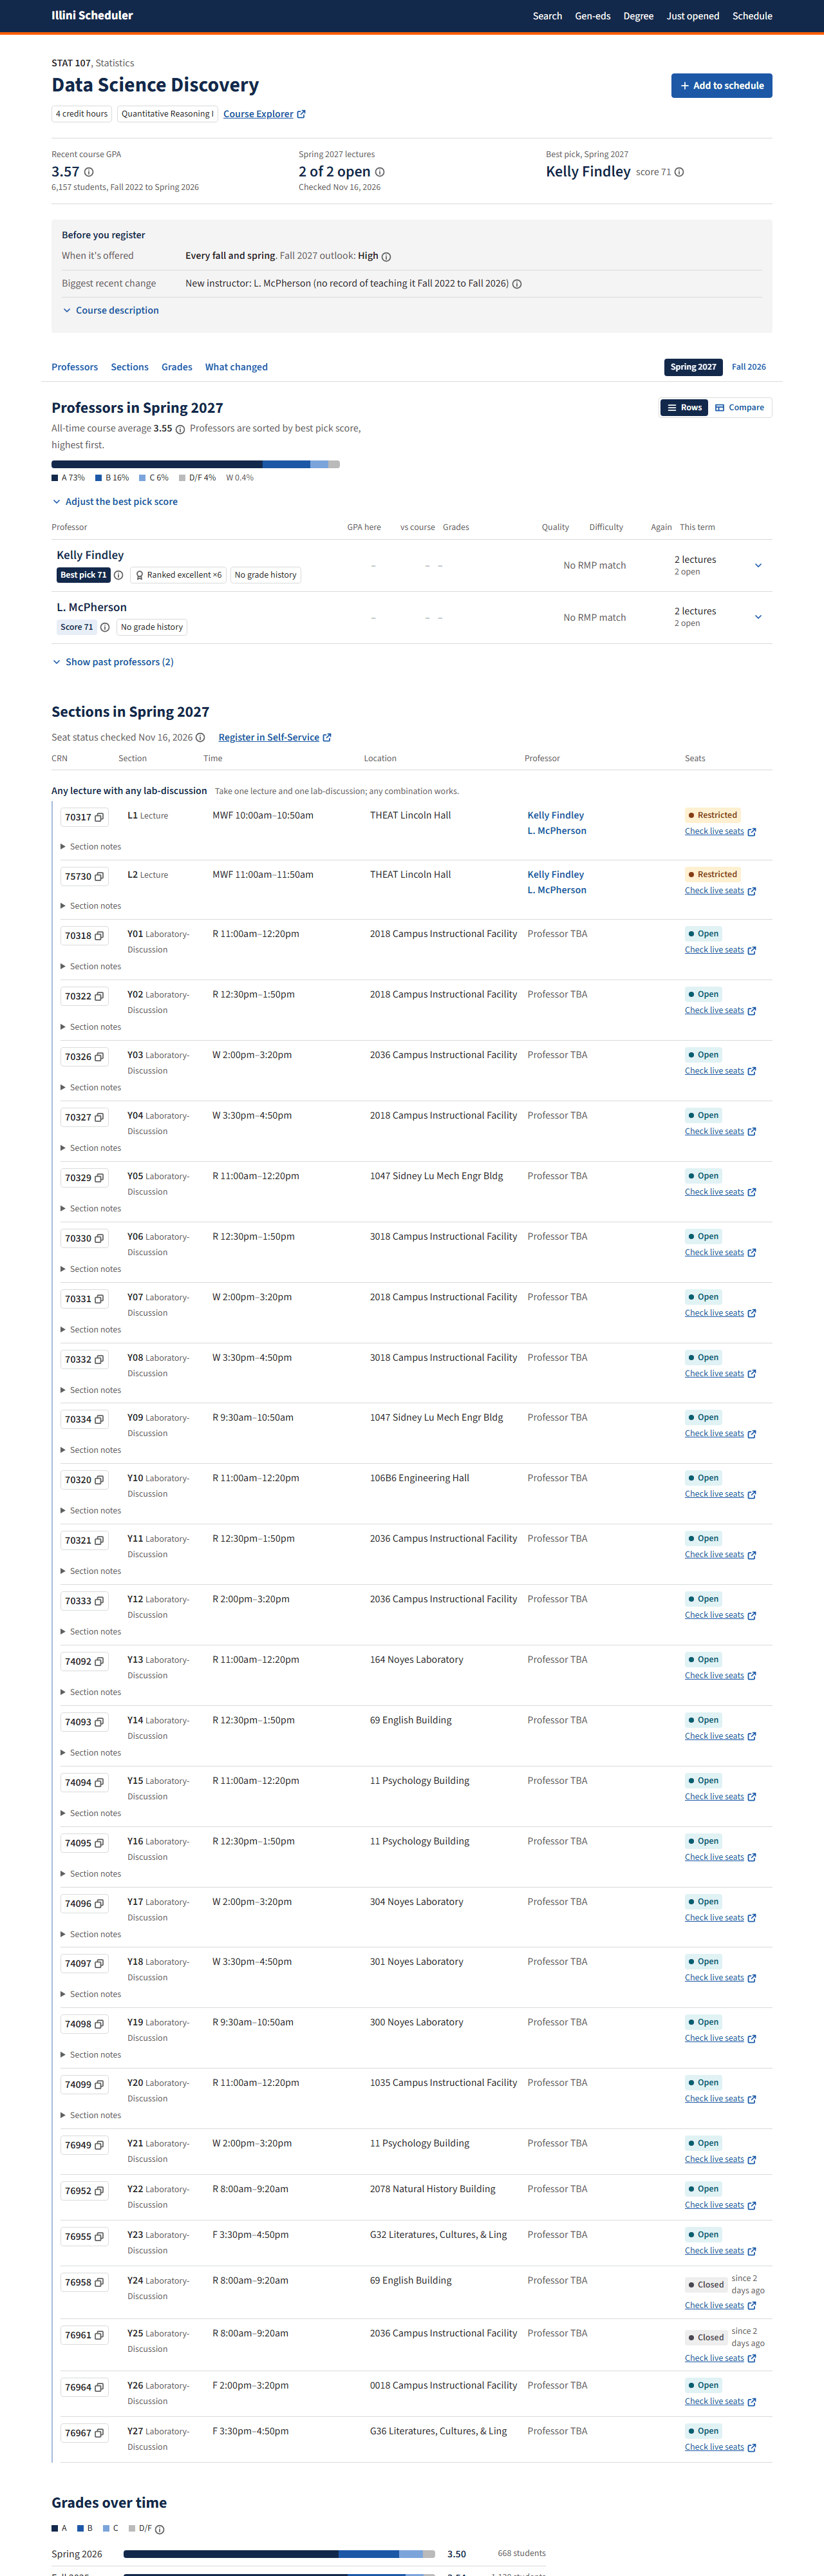 Illini Scheduler
Search Gen-eds Degree Just opened Schedule
STAT 107, Statistics
Data Science Discovery
Add to schedule
4 credit hours Quantitative Reasoning I Course Explorer
Recent course GPA
3.57
6,157 students, Fall 2022 to Spring 2026
Spring 2027 lectures
2 of 2 open
Checked Nov 16, 2026
Best pick, Spring 2027
Kelly Findley score 71
Before you register
When it's offered Every fall and spring. Fall 2027 outlook: High
Biggest recent change New instructor: L. McPherson (no record of teaching it Fall 2022 to Fall 2026)
Course description
Professors Sections Grades What changed
Spring 2027 Fall 2026
Professors in Spring 2027
Rows Compare
All-time course average 3.55 Professors are sorted by best pick score,
highest first.
A 73% B 16% C 6% D/F 4% W 0.4%
Adjust the best pick score
Professor GPA here vs course Grades Quality Difficulty Again This term
Kelly Findley
Best pick 71 Ranked excellent ×6 No grade history
– – – No RMP match 2 lectures
2 open
L. McPherson
Score 71 No grade history
– – – No RMP match 2 lectures
2 open
Show past professors (2)
Sections in Spring 2027
Seat status checked Nov 16, 2026 Register in Self-Service
CRN Section Time Location Professor Seats
Any lecture with any lab-discussion Take one lecture and one lab-discussion; any combination works.
70317 L1 Lecture MWF 10:00am–10:50am THEAT Lincoln Hall Kelly Findley Restricted
L. McPherson Check live seats
Section notes
75730 L2 Lecture MWF 11:00am–11:50am THEAT Lincoln Hall Kelly Findley Restricted
L. McPherson Check live seats
Section notes
70318 Y01 Laboratory- R 11:00am–12:20pm 2018 Campus Instructional Facility Professor TBA Open
Discussion Check live seats
Section notes
70322 Y02 Laboratory- R 12:30pm–1:50pm 2018 Campus Instructional Facility Professor TBA Open
Discussion Check live seats
Section notes
70326 Y03 Laboratory- W 2:00pm–3:20pm 2036 Campus Instructional Facility Professor TBA Open
Discussion Check live seats
Section notes
70327 Y04 Laboratory- W 3:30pm–4:50pm 2018 Campus Instructional Facility Professor TBA Open
Discussion Check live seats
Section notes
70329 Y05 Laboratory- R 11:00am–12:20pm 1047 Sidney Lu Mech Engr Bldg Professor TBA Open
Discussion Check live seats
Section notes
70330 Y06 Laboratory- R 12:30pm–1:50pm 3018 Campus Instructional Facility Professor TBA Open
Discussion Check live seats
Section notes
70331 Y07 Laboratory- W 2:00pm–3:20pm 2018 Campus Instructional Facility Professor TBA Open
Discussion Check live seats
Section notes
70332 Y08 Laboratory- W 3:30pm–4:50pm 3018 Campus Instructional Facility Professor TBA Open
Discussion Check live seats
Section notes
70334 Y09 Laboratory- R 9:30am–10:50am 1047 Sidney Lu Mech Engr Bldg Professor TBA Open
Discussion Check live seats
Section notes
70320 Y10 Laboratory- R 11:00am–12:20pm 106B6 Engineering Hall Professor TBA Open
Discussion Check live seats
Section notes
70321 Y11 Laboratory- R 12:30pm–1:50pm 2036 Campus Instructional Facility Professor TBA Open
Discussion Check live seats
Section notes
70333 Y12 Laboratory- R 2:00pm–3:20pm 2036 Campus Instructional Facility Professor TBA Open
Discussion Check live seats
Section notes
74092 Y13 Laboratory- R 11:00am–12:20pm 164 Noyes Laboratory Professor TBA Open
Discussion Check live seats
Section notes
74093 Y14 Laboratory- R 12:30pm–1:50pm 69 English Building Professor TBA Open
Discussion Check live seats
Section notes
74094 Y15 Laboratory- R 11:00am–12:20pm 11 Psychology Building Professor TBA Open
Discussion Check live seats
Section notes
74095 Y16 Laboratory- R 12:30pm–1:50pm 11 Psychology Building Professor TBA Open
Discussion Check live seats
Section notes
74096 Y17 Laboratory- W 2:00pm–3:20pm 304 Noyes Laboratory Professor TBA Open
Discussion Check live seats
Section notes
74097 Y18 Laboratory- W 3:30pm–4:50pm 301 Noyes Laboratory Professor TBA Open
Discussion Check live seats
Section notes
74098 Y19 Laboratory- R 9:30am–10:50am 300 Noyes Laboratory Professor TBA Open
Discussion Check live seats
Section notes
74099 Y20 Laboratory- R 11:00am–12:20pm 1035 Campus Instructional Facility Professor TBA Open
Discussion Check live seats
Section notes
76949 Y21 Laboratory- W 2:00pm–3:20pm 11 Psychology Building Professor TBA Open
Discussion Check live seats
76952 Y22 Laboratory- R 8:00am–9:20am 2078 Natural History Building Professor TBA Open
Discussion Check live seats
76955 Y23 Laboratory- F 3:30pm–4:50pm G32 Literatures, Cultures, & Ling Professor TBA Open
Discussion Check live seats
76958 Y24 Laboratory- R 8:00am–9:20am 69 English Building Professor TBA Closed since 2 days ago
Discussion Check live seats
76961 Y25 Laboratory- R 8:00am–9:20am 2036 Campus Instructional Facility Professor TBA Closed since 2 days ago
Discussion Check live seats
76964 Y26 Laboratory- F 2:00pm–3:20pm 0018 Campus Instructional Facility Professor TBA Open
Discussion Check live seats
76967 Y27 Laboratory- F 3:30pm–4:50pm G36 Literatures, Cultures, & Ling Professor TBA Open
Discussion Check live seats
Grades over time
A B C D/F
Spring 2026 3.50 668 students